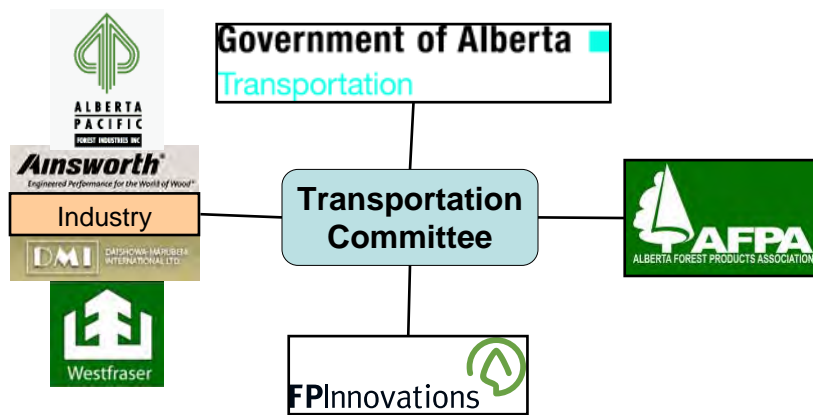 Government of Alberta
Transportation
ALBERTA
PACIFIC
FOREST INDUSTRIES INC
Ainsworth®
Engineered Performance for the World of Wood®
Industry
DMI
DAISHOWA-MARUBENI
INTERNATIONAL LTD.
Westfraser
Transportation
Committee
AFPA
ALBERTA FOREST PRODUCTS ASSOCIATION
FPInnovations